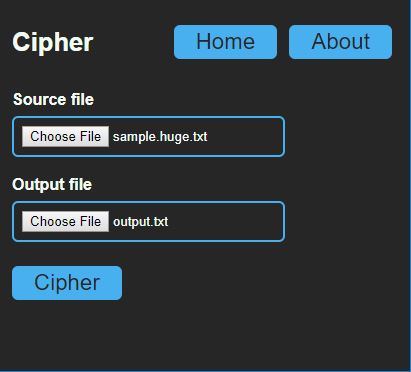 Cipher Home About
Source file
Choose File sample.huge.txt
Output file
Choose File output.txt
Cipher